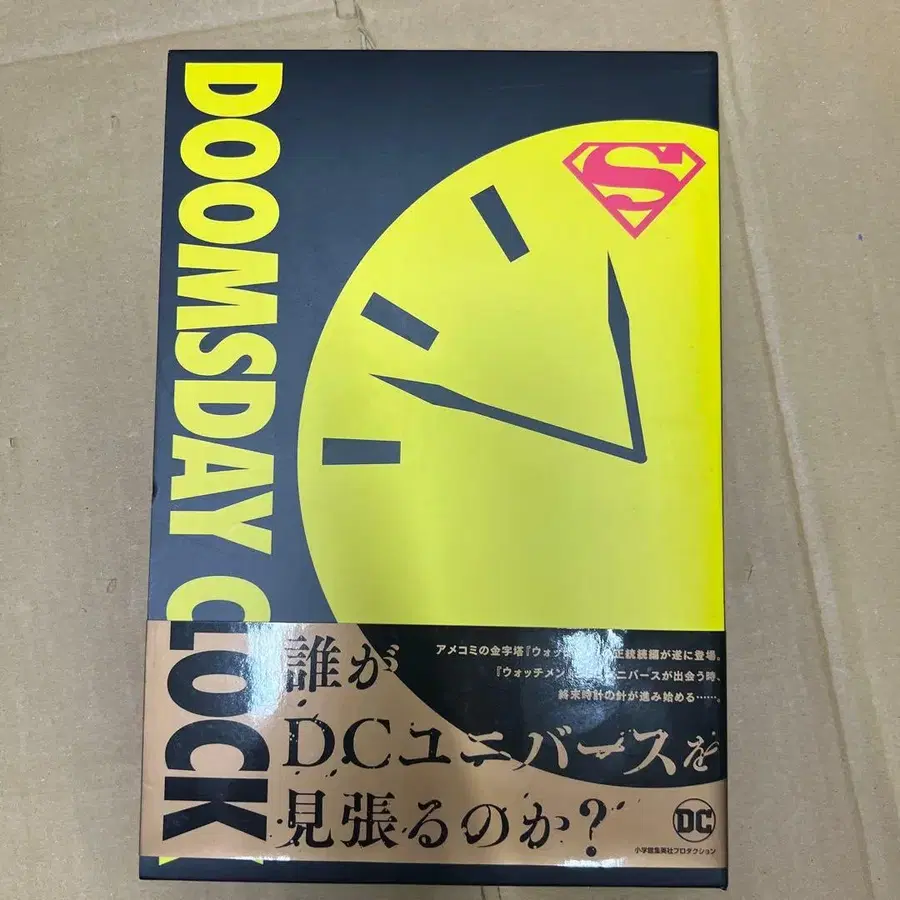 DOOMSDAY CLOCK
S
アメコミの金字塔『ウォッ の正統続編が遂に登場。
『ウォッチメン ニバースが出会う時、
終末時計の針が進み始める……。
誰が
DCユニバースを
見張るのか?
DC
小学館集英社プロダクション